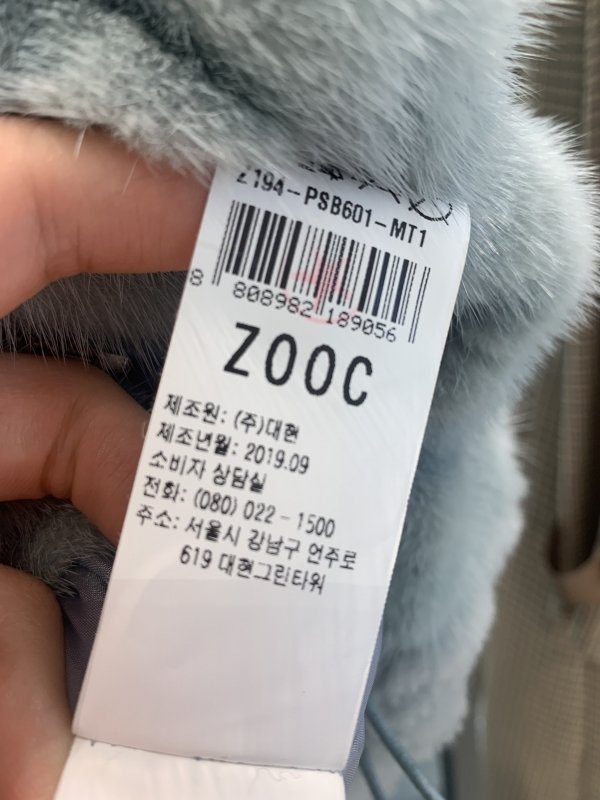 Z194-PSB601-MT1
8 808982 189056
ZOOC
제조원: (주)대현
제조년월: 2019.09
소비자 상담실
전화: (080) 022-1500
주소: 서울시 강남구 언주로
619 대현그린타워